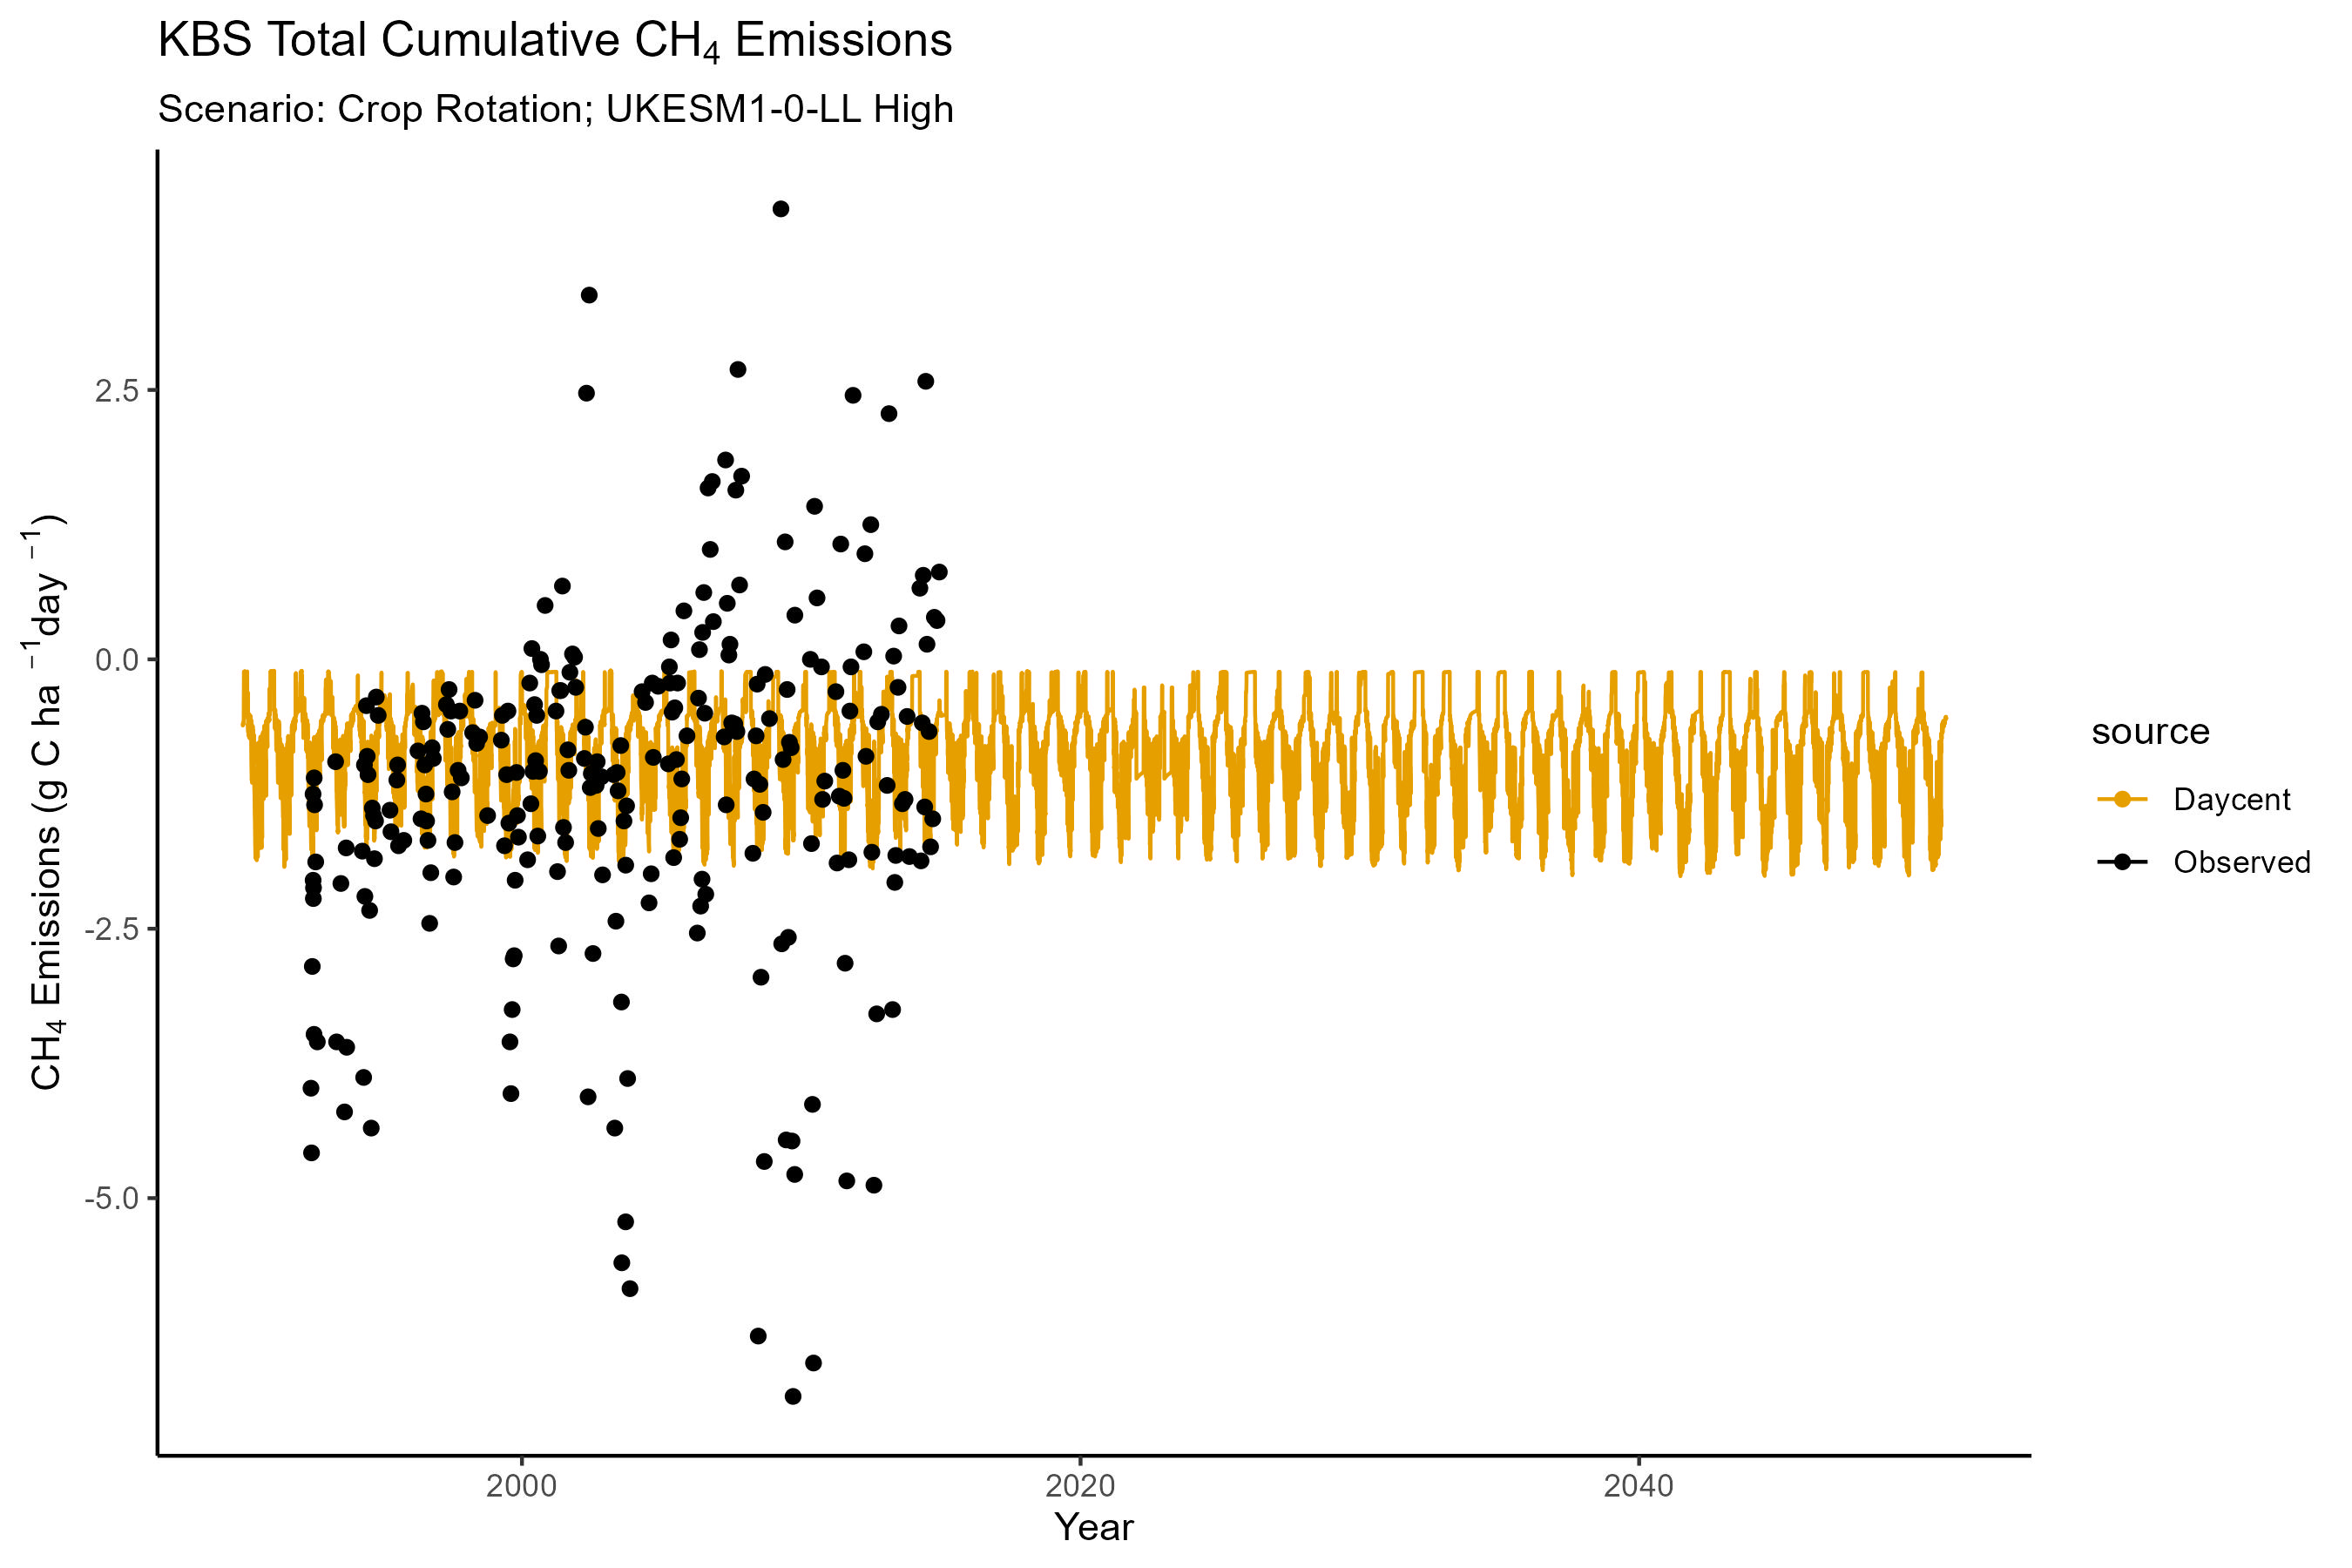 KBS Total Cumulative CH₄ Emissions
Scenario: Crop Rotation; UKESM1-0-LL High
CH₄ Emissions (g C ha ⁻¹day ⁻¹)
2.5
0.0
-2.5
-5.0
2000
2020
2040
Year
source
Daycent
Observed